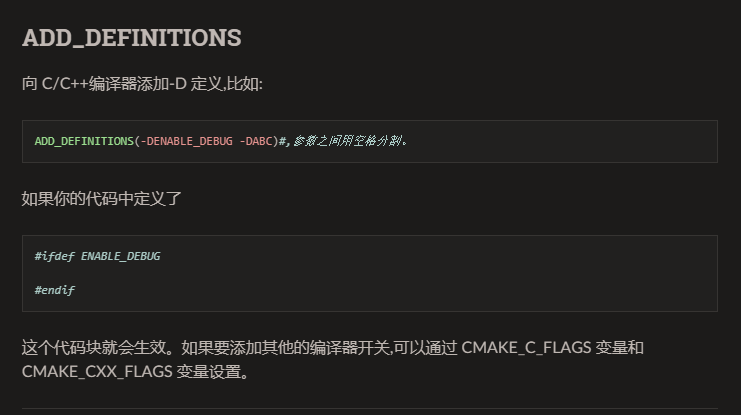 ADD_DEFINITIONS
向 C/C++编译器添加-D 定义,比如:
ADD_DEFINITIONS(-DENABLE_DEBUG -DABC)#,参数之间用空格分割。
如果你的代码中定义了
#ifdef ENABLE_DEBUG
#endif
这个代码块就会生效。如果要添加其他的编译器开关,可以通过 CMAKE_C_FLAGS 变量和
CMAKE_CXX_FLAGS 变量设置。